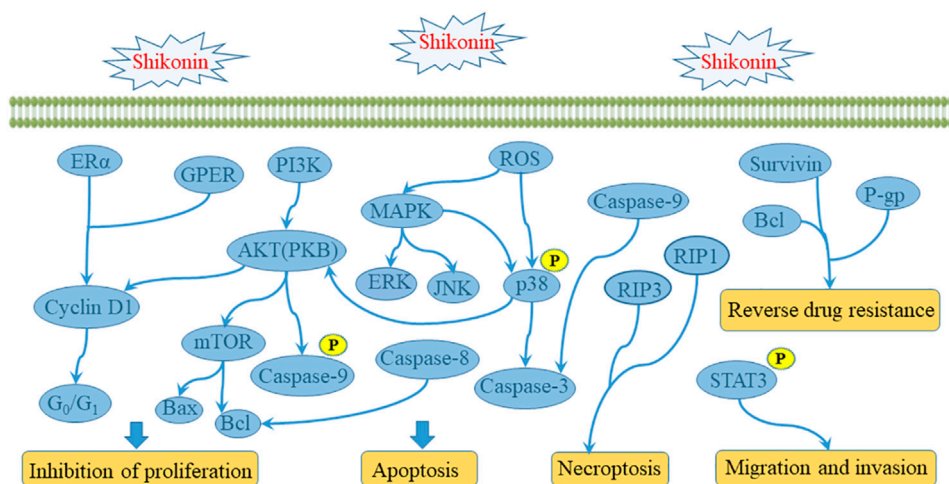 Shikonin
Shikonin
Shikonin
ERα
GPER
PI3K
ROS
MAPK
Caspase-9
Survivin
P-gp
Bcl
AKT(PKB)
P
RIP1
ERK
JNK
p38
RIP3
Cyclin D1
Reverse drug resistance
mTOR
P
Caspase-9
Caspase-8
Caspase-3
P
STAT3
G₀/G₁
Bax
Bcl
Inhibition of proliferation
Apoptosis
Necroptosis
Migration and invasion